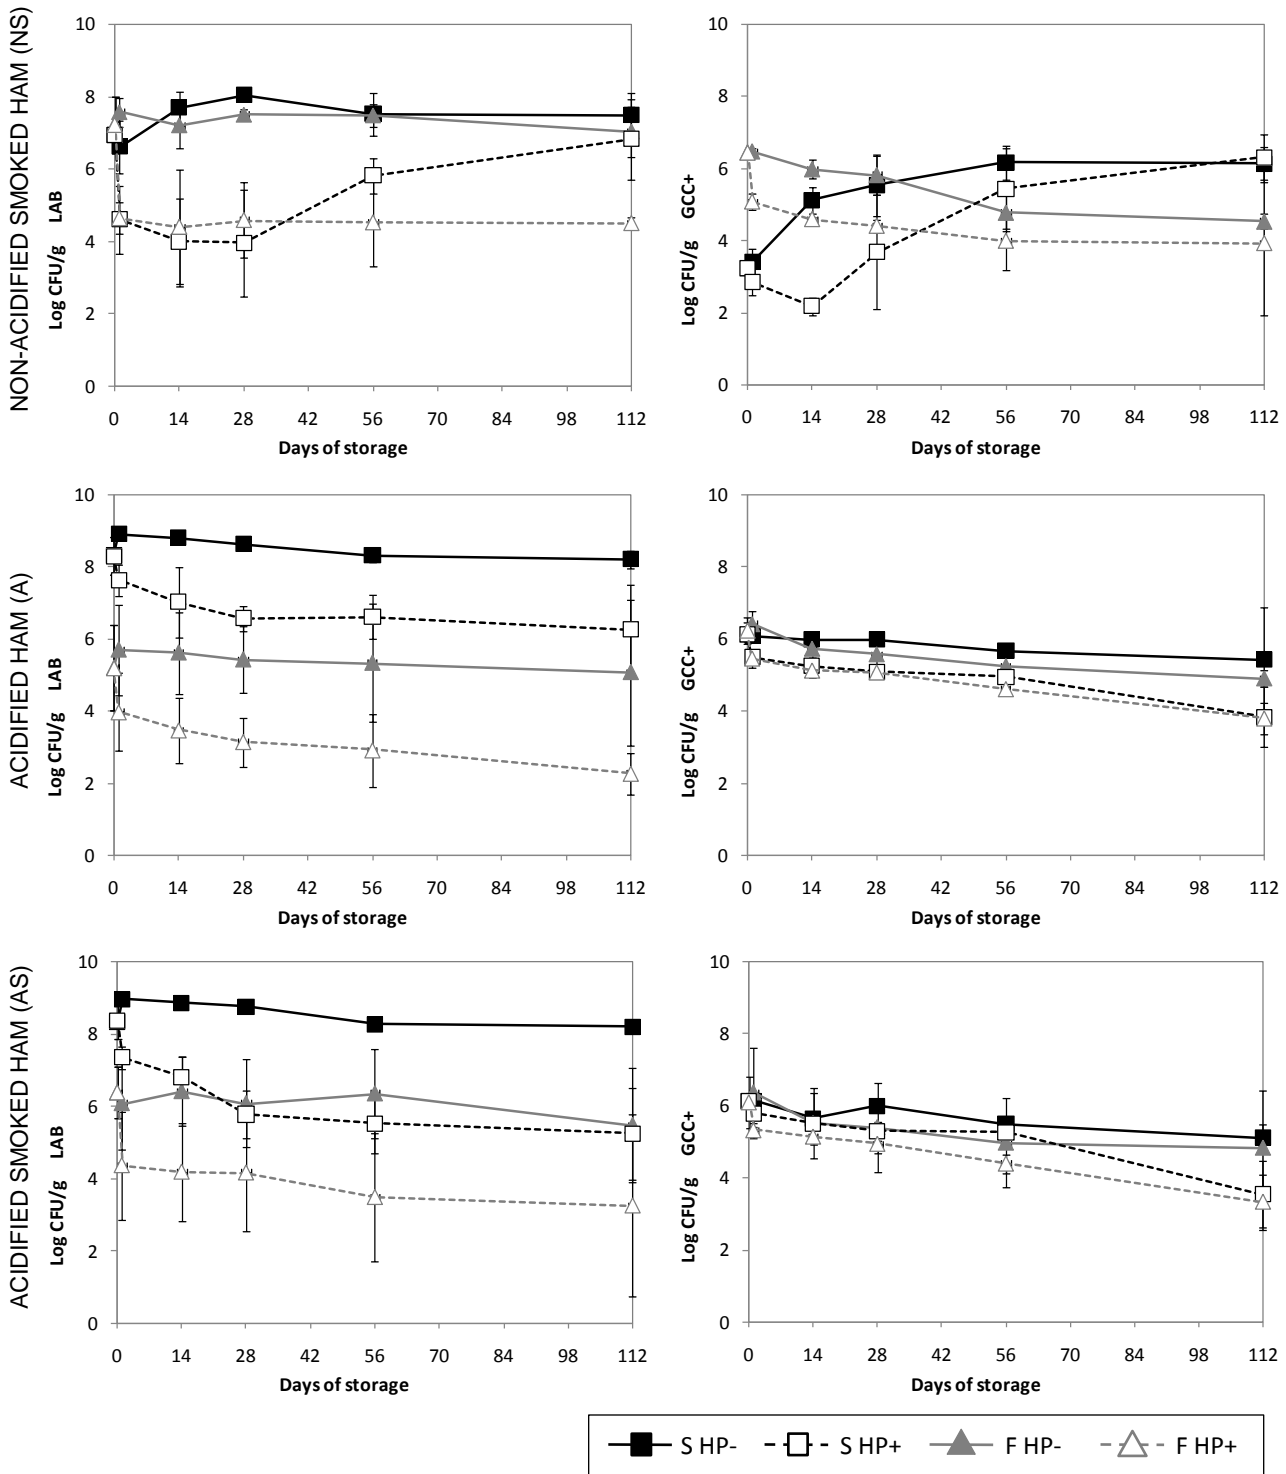 NON-ACIDIFIED SMOKED HAM (NS)
Log CFU/g LAB
10
8
6
4
2
0
0 14 28 42 56 70 84 98 112
Days of storage
Log CFU/g GCC+
10
8
6
4
2
0
0 14 28 42 56 70 84 98 112
Days of storage
ACIDIFIED HAM (A)
Log CFU/g LAB
10
8
6
4
2
0
0 14 28 42 56 70 84 98 112
Days of storage
Log CFU/g GCC+
10
8
6
4
2
0
0 14 28 42 56 70 84 98 112
Days of storage
ACIDIFIED SMOKED HAM (AS)
Log CFU/g LAB
10
8
6
4
2
0
0 14 28 42 56 70 84 98 112
Days of storage
Log CFU/g GCC+
10
8
6
4
2
0
0 14 28 42 56 70 84 98 112
Days of storage
S HP- S HP+ F HP- F HP+